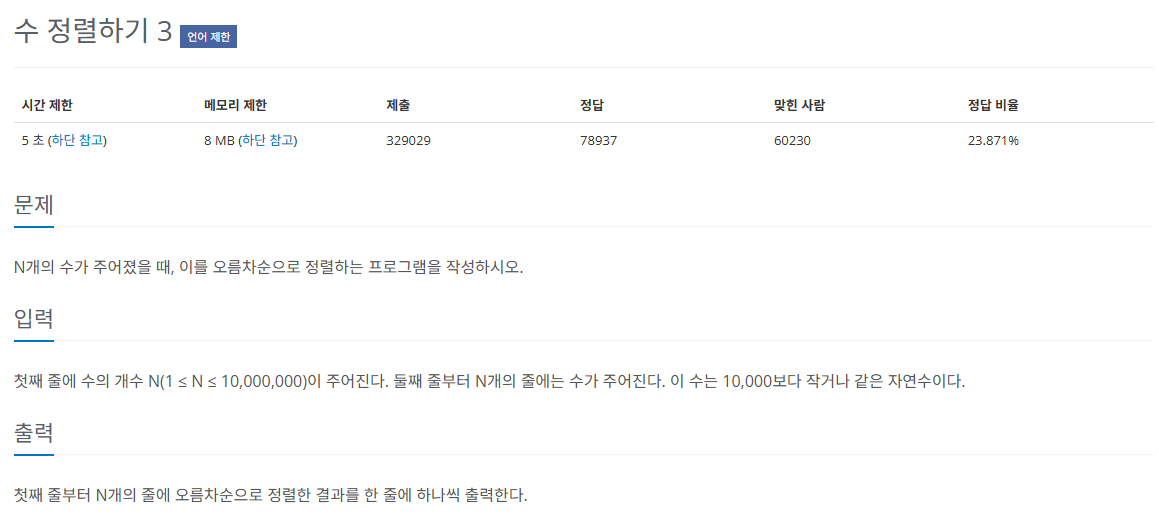 수 정렬하기 3 언어 제한
시간 제한 메모리 제한 제출 정답 맞힌 사람 정답 비율
5 초 (하단 참고) 8 MB (하단 참고) 329029 78937 60230 23.871%
문제
N개의 수가 주어졌을 때, 이를 오름차순으로 정렬하는 프로그램을 작성하시오.
입력
첫째 줄에 수의 개수 N(1 ≤ N ≤ 10,000,000)이 주어진다. 둘째 줄부터 N개의 줄에는 수가 주어진다. 이 수는 10,000보다 작거나 같은 자연수이다.
출력
첫째 줄부터 N개의 줄에 오름차순으로 정렬한 결과를 한 줄에 하나씩 출력한다.